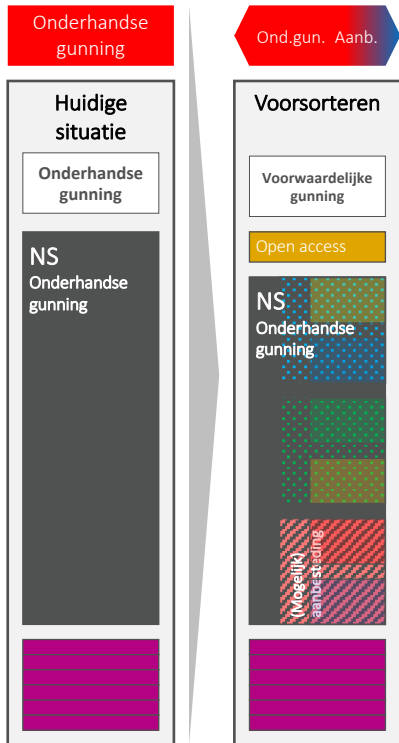 Onderhandse
gunning
Huidige
situatie
Onderhandse
gunning
NS
Onderhandse
gunning
Ond.gun. Aanb.
Voorsorteren
Voorwaardelijke
gunning
Open access
NS
Onderhandse
gunning
(Mogelijk)
aanbesteding